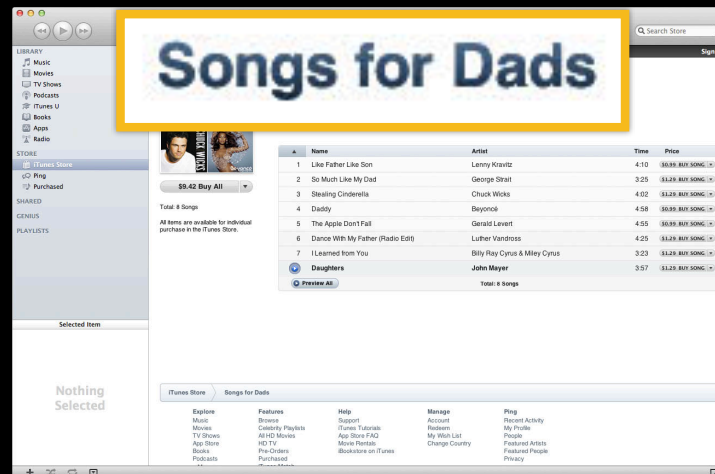 Songs for Dads
Search Store
Sign
LIBRARY
Music
Movies
TV Shows
Podcasts
iTunes U
Books
Apps
Radio
STORE
iTunes Store
Ping
Purchased
SHARED
GENIUS
PLAYLISTS
Selected Item
Nothing
Selected
CHUCK WICKS
Beyoncé
$9.42 Buy All
Total: 8 Songs
All items are available for individual
purchase in the iTunes Store.
Name Artist Time Price
1 Like Father Like Son Lenny Kravitz 4:10 $0.99 BUY SONG
2 So Much Like My Dad George Strait 3:25 $1.29 BUY SONG
3 Stealing Cinderella Chuck Wicks 4:02 $1.29 BUY SONG
4 Daddy Beyoncé 4:58 $0.99 BUY SONG
5 The Apple Don't Fall Gerald Levert 4:55 $0.99 BUY SONG
6 Dance With My Father (Radio Edit) Luther Vandross 4:25 $1.29 BUY SONG
7 I Learned from You Billy Ray Cyrus & Miley Cyrus 3:23 $1.29 BUY SONG
Daughters John Mayer 3:57 $1.29 BUY SONG
Preview All Total: 8 Songs
iTunes Store Songs for Dads
Explore Features Help Manage Ping
Music Browse Support Account Recent Activity
Movies Celebrity Playlists iTunes Tutorials Redeem My Profile
TV Shows All HD Movies App Store FAQ My Wish List People
App Store HD TV Movie Rentals Change Country Featured Artists
Books Pre-Orders iBookstore on iTunes Featured People
Podcasts Purchased Privacy